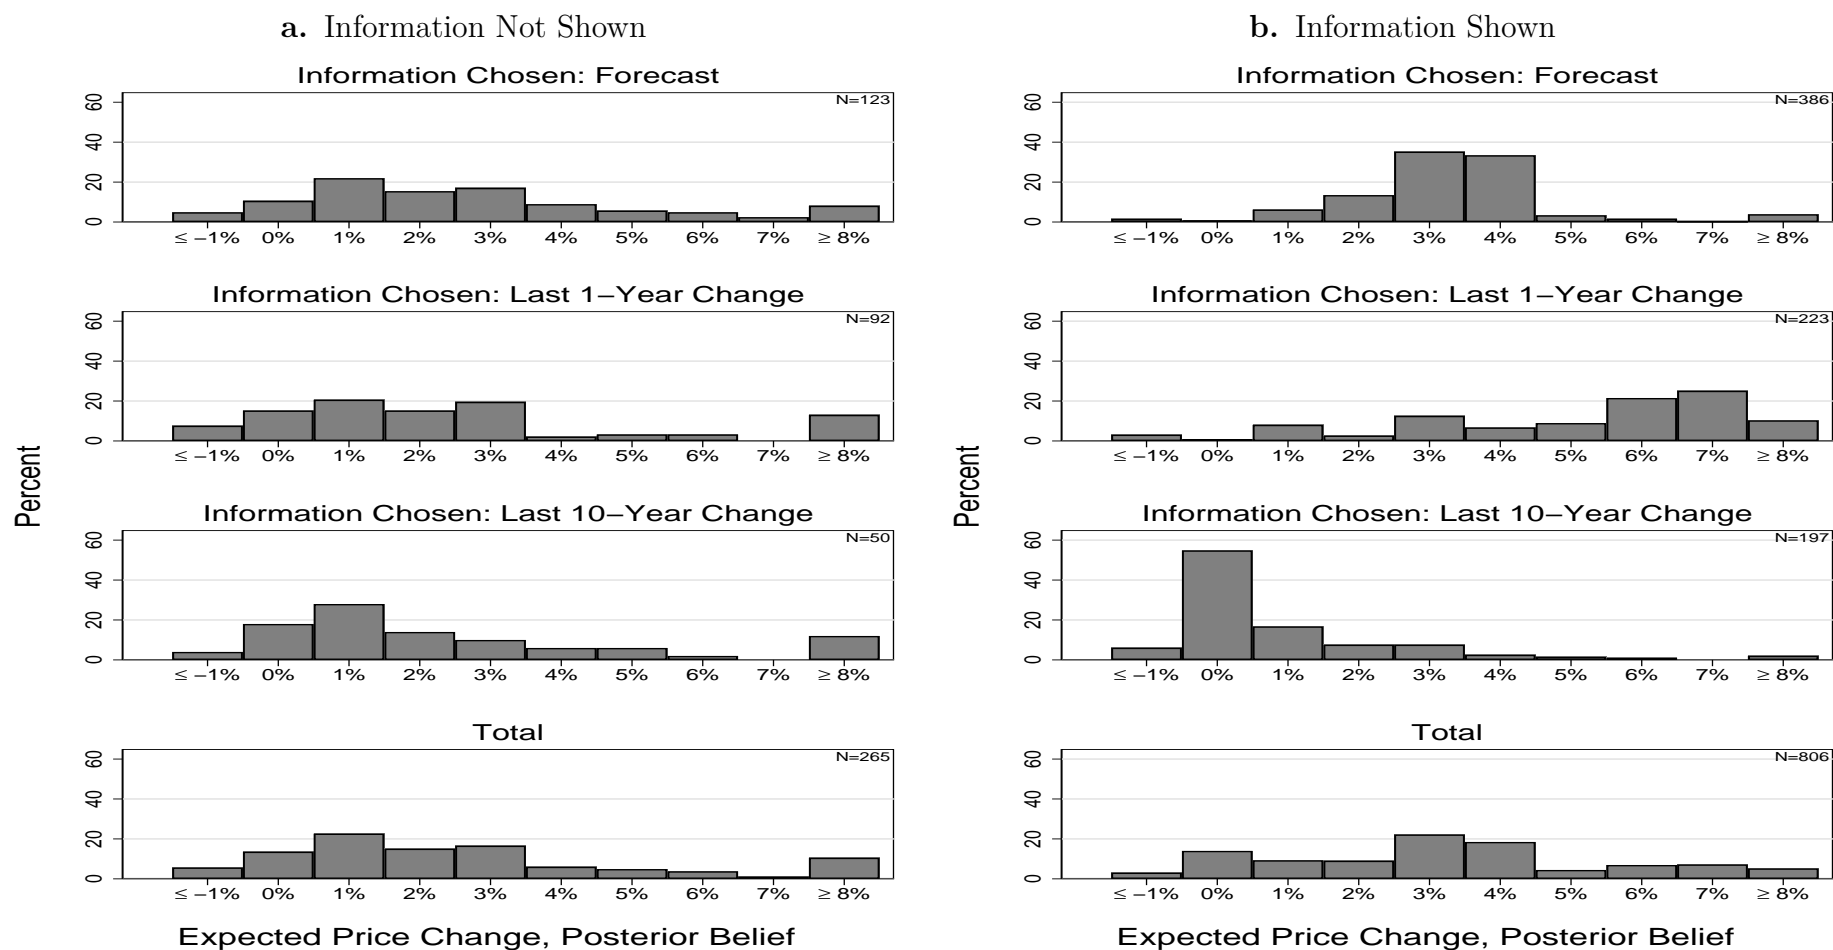 a. Information Not Shown
Information Chosen: Forecast
N=123
60
40
20
0
≤ −1% 0% 1% 2% 3% 4% 5% 6% 7% ≥ 8%
Information Chosen: Last 1−Year Change
N=92
60
40
20
0
≤ −1% 0% 1% 2% 3% 4% 5% 6% 7% ≥ 8%
Percent
Information Chosen: Last 10−Year Change
N=50
60
40
20
0
≤ −1% 0% 1% 2% 3% 4% 5% 6% 7% ≥ 8%
Total
N=265
60
40
20
0
≤ −1% 0% 1% 2% 3% 4% 5% 6% 7% ≥ 8%
Expected Price Change, Posterior Belief
b. Information Shown
Information Chosen: Forecast
N=386
60
40
20
0
≤ −1% 0% 1% 2% 3% 4% 5% 6% 7% ≥ 8%
Information Chosen: Last 1−Year Change
N=223
60
40
20
0
≤ −1% 0% 1% 2% 3% 4% 5% 6% 7% ≥ 8%
Percent
Information Chosen: Last 10−Year Change
N=197
60
40
20
0
≤ −1% 0% 1% 2% 3% 4% 5% 6% 7% ≥ 8%
Total
N=806
60
40
20
0
≤ −1% 0% 1% 2% 3% 4% 5% 6% 7% ≥ 8%
Expected Price Change, Posterior Belief